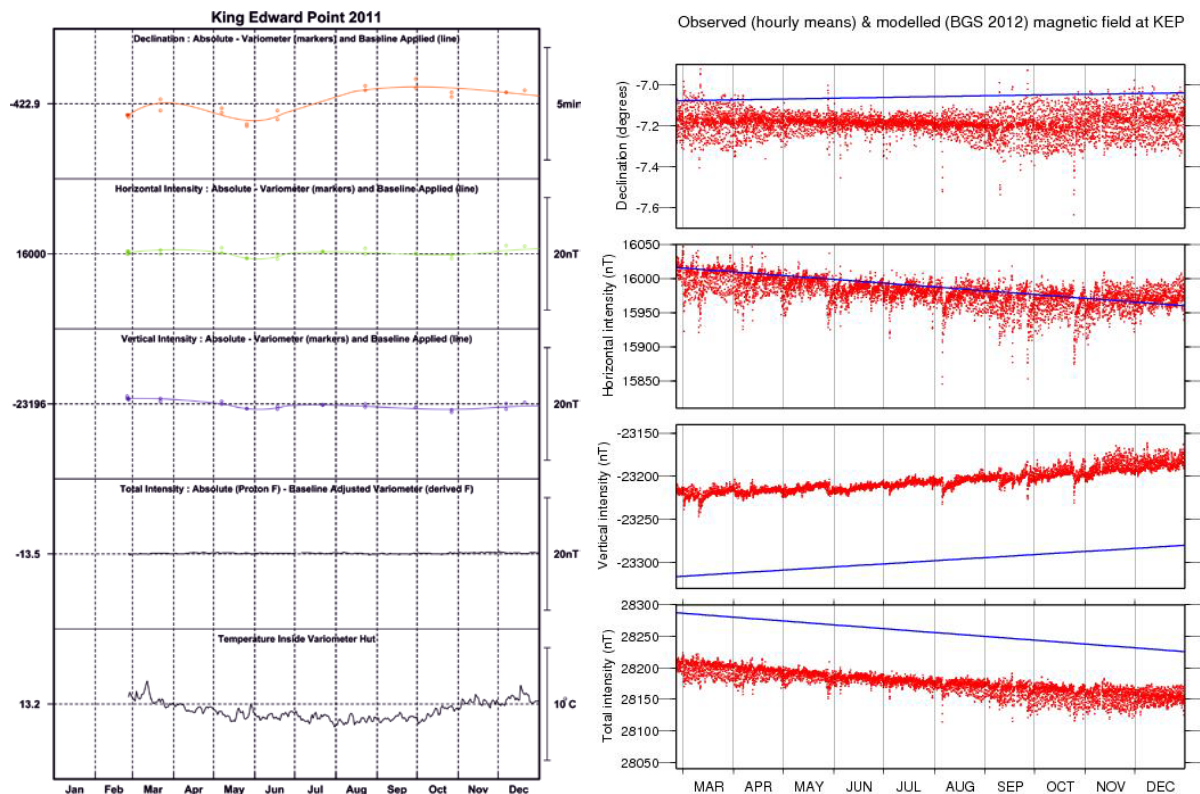 King Edward Point 2011
Declination : Absolute - Variometer (markers) and Baseline Applied (line)
-422.9
5min
Horizontal Intensity : Absolute - Variometer (markers) and Baseline Applied (line)
16000
20nT
Vertical Intensity : Absolute - Variometer (markers) and Baseline Applied (line)
-23196
20nT
Total Intensity : Absolute (Proton F) - Baseline Adjusted Variometer (derived F)
-13.5
20nT
Temperature Inside Variometer Hut
13.2
10°C
Jan Feb Mar Apr May Jun Jul Aug Sep Oct Nov Dec
Observed (hourly means) & modelled (BGS 2012) magnetic field at KEP
Declination (degrees)
-7.0
-7.2
-7.4
-7.6
Horizontal intensity (nT)
16050
16000
15950
15900
15850
Vertical intensity (nT)
-23150
-23200
-23250
-23300
Total intensity (nT)
28300
28250
28200
28150
28100
28050
MAR APR MAY JUN JUL AUG SEP OCT NOV DEC